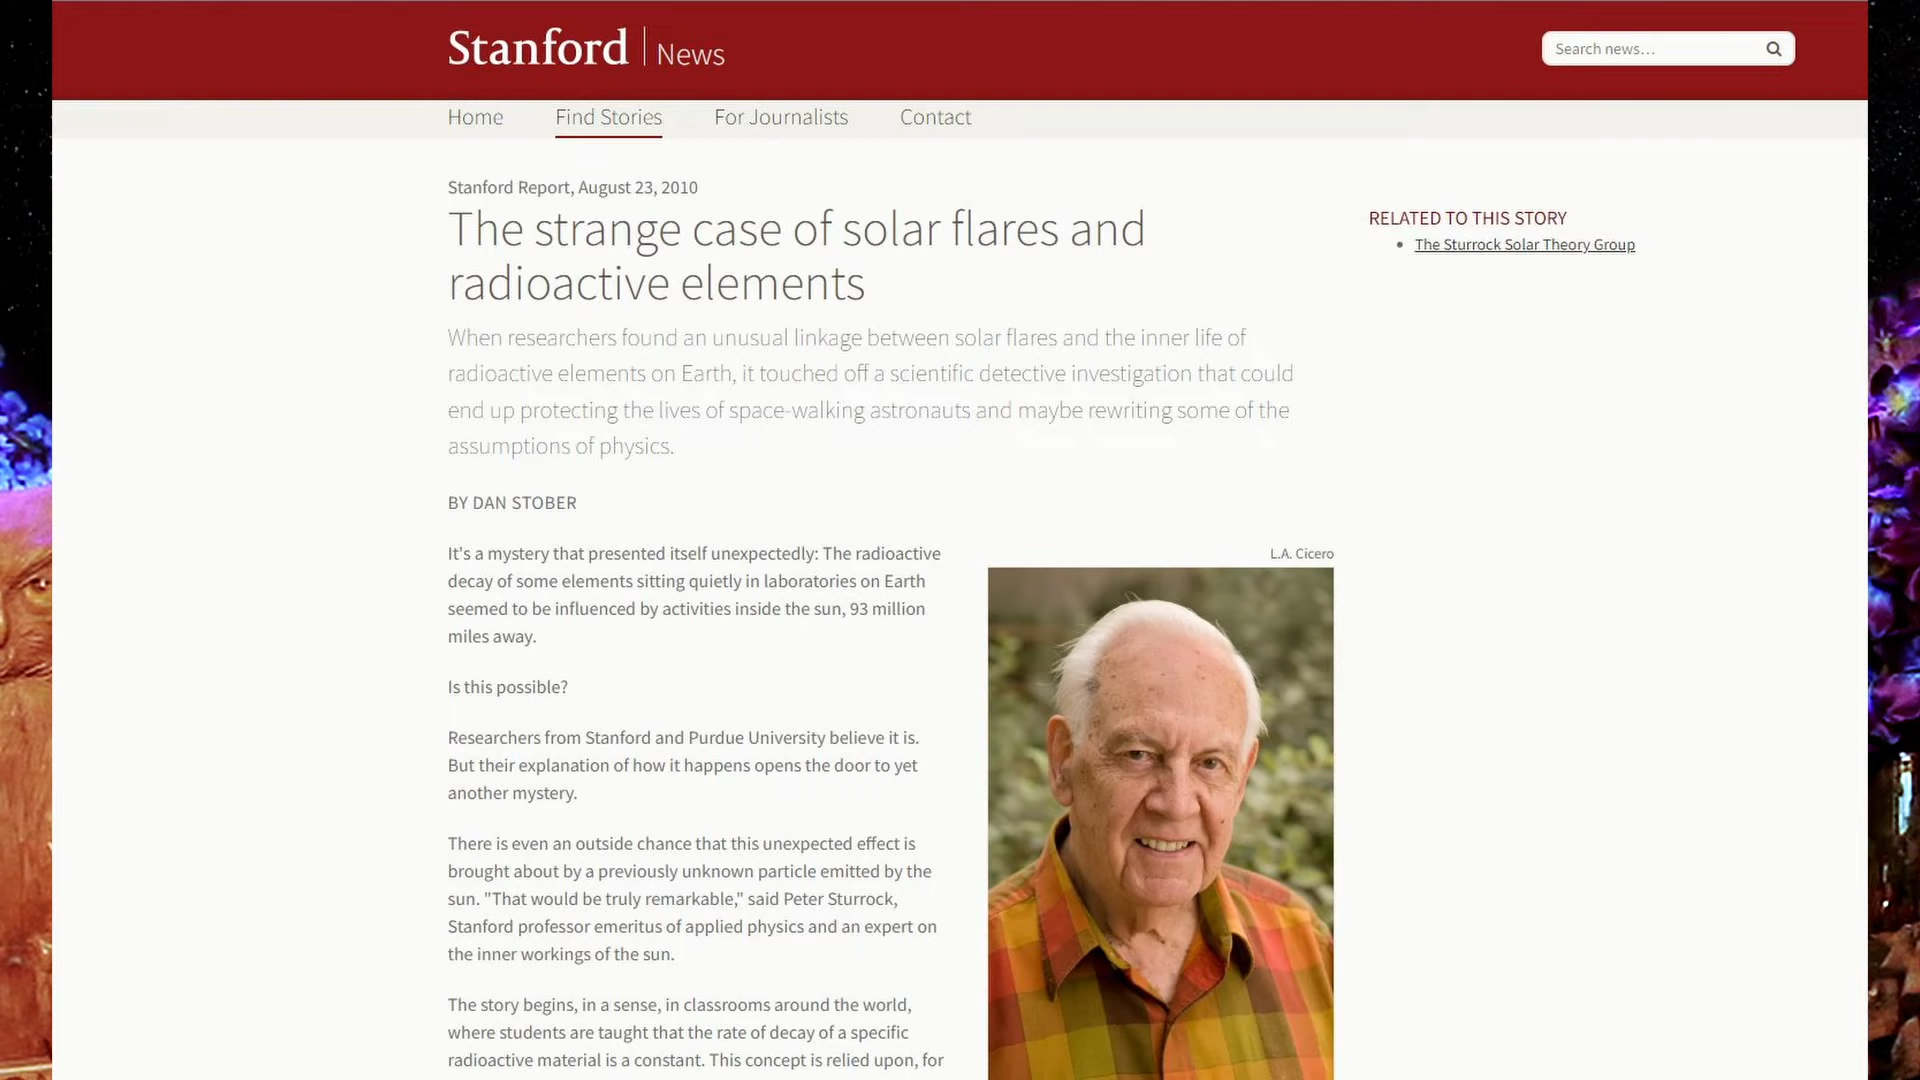 Stanford News
Search news...
Home Find Stories For Journalists Contact
Stanford Report, August 23, 2010
The strange case of solar flares and
radioactive elements
When researchers found an unusual linkage between solar flares and the inner life of
radioactive elements on Earth, it touched off a scientific detective investigation that could
end up protecting the lives of space-walking astronauts and maybe rewriting some of the
assumptions of physics.
BY DAN STOBER
It's a mystery that presented itself unexpectedly: The radioactive
decay of some elements sitting quietly in laboratories on Earth
seemed to be influenced by activities inside the sun, 93 million
miles away.
Is this possible?
Researchers from Stanford and Purdue University believe it is.
But their explanation of how it happens opens the door to yet
another mystery.
There is even an outside chance that this unexpected effect is
brought about by a previously unknown particle emitted by the
sun. "That would be truly remarkable," said Peter Sturrock,
Stanford professor emeritus of applied physics and an expert on
the inner workings of the sun.
The story begins, in a sense, in classrooms around the world,
where students are taught that the rate of decay of a specific
radioactive material is a constant. This concept is relied upon, for
L.A. Cicero
RELATED TO THIS STORY
• The Sturrock Solar Theory Group